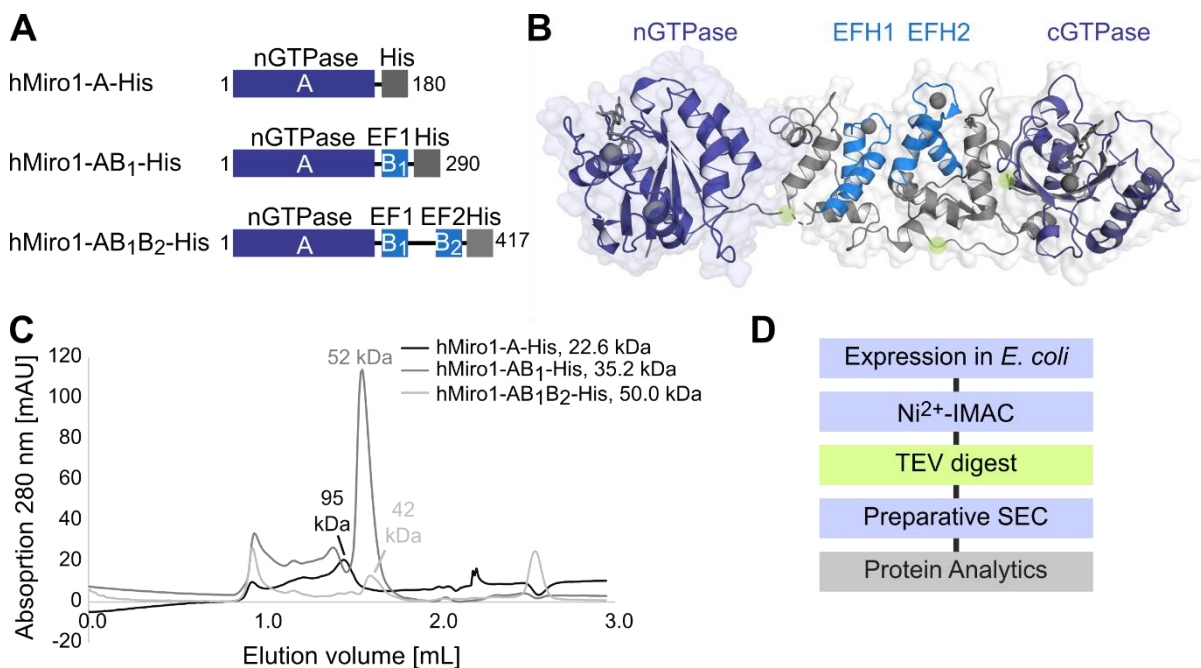 A
nGTPase His
hMiro1-A-His 1 A 180
nGTPase EF1 His
hMiro1-AB₁-His 1 A B₁ 290
nGTPase EF1 EF2His
hMiro1-AB₁B₂-His 1 A B₁ B₂ 417
B
nGTPase EFH1 EFH2 cGTPase
C
Absoprtion 280 nm [mAU]
120
100
80
60
40
20
0
-20
0.0 1.0 2.0 3.0
Elution volume [mL]
52 kDa
95
kDa
42
kDa
hMiro1-A-His, 22.6 kDa
hMiro1-AB₁-His, 35.2 kDa
hMiro1-AB₁B₂-His, 50.0 kDa
D
Expression in E. coli
Ni²⁺-IMAC
TEV digest
Preparative SEC
Protein Analytics